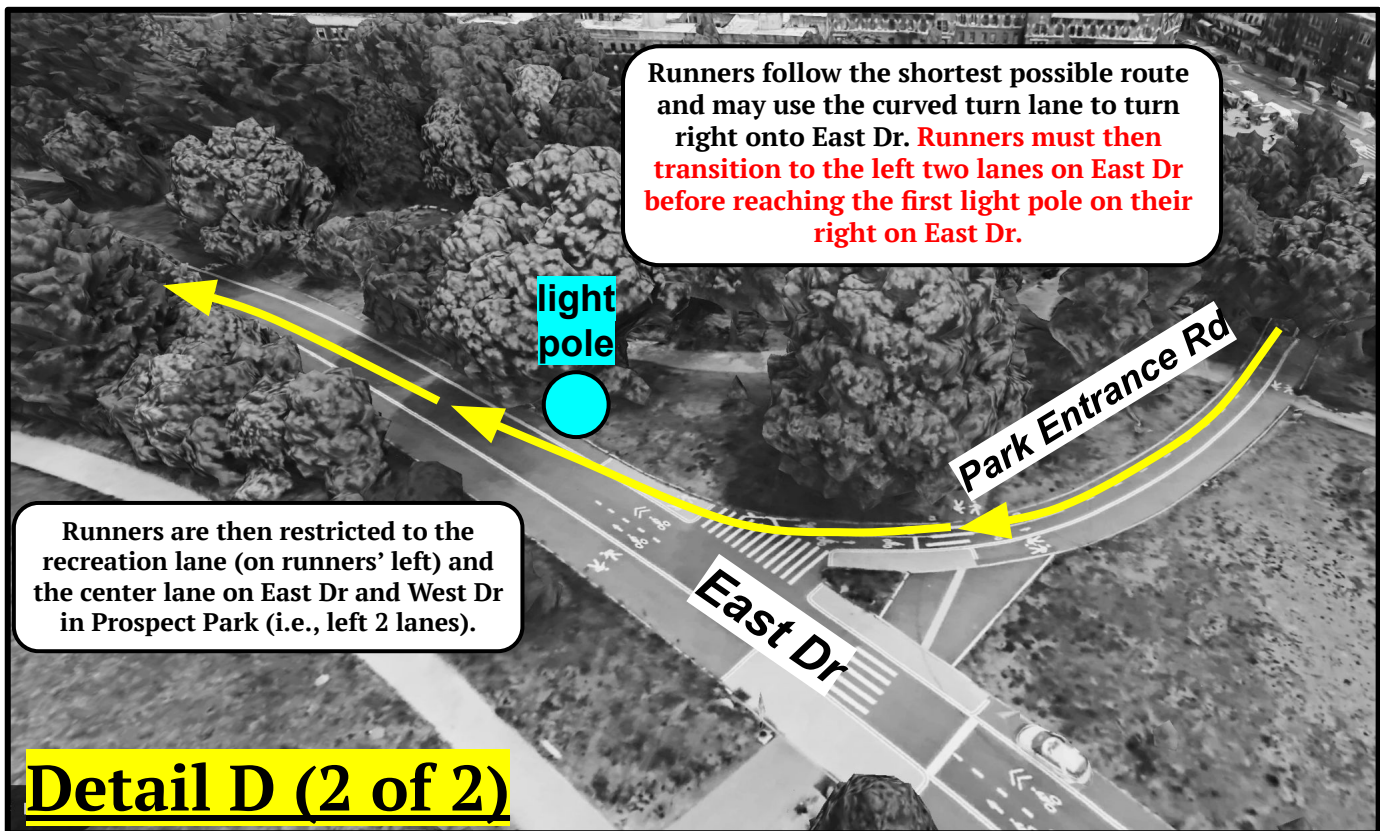 Runners follow the shortest possible route
and may use the curved turn lane to turn
right onto East Dr. Runners must then
transition to the left two lanes on East Dr
before reaching the first light pole on their
right on East Dr.
light
pole
Park Entrance Rd
Runners are then restricted to the
recreation lane (on runners’ left) and
the center lane on East Dr and West Dr
in Prospect Park (i.e., left 2 lanes).
East Dr
Detail D (2 of 2)